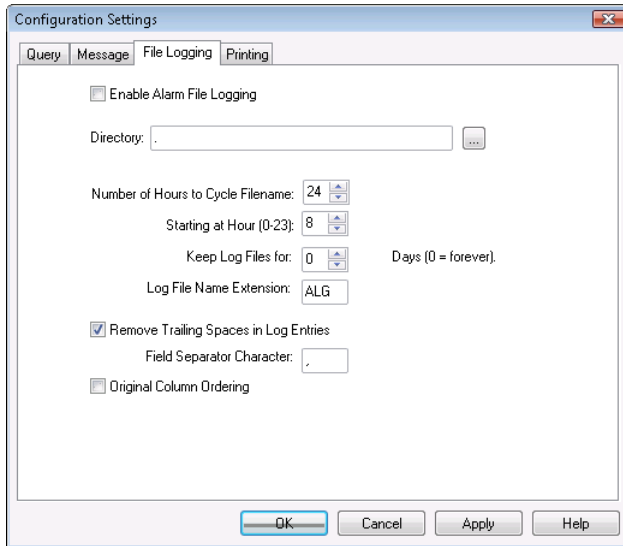 Configuration Settings
Query Message File Logging Printing
Enable Alarm File Logging
Directory: . ...
Number of Hours to Cycle Filename: 24
Starting at Hour (0-23): 8
Keep Log Files for: 0 Days (0 = forever).
Log File Name Extension: ALG
Remove Trailing Spaces in Log Entries
Field Separator Character: ,
Original Column Ordering
OK Cancel Apply Help